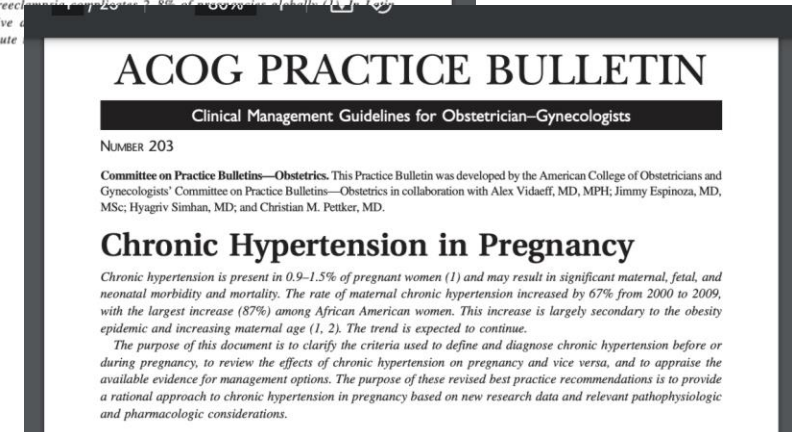 ACOG PRACTICE BULLETIN
Clinical Management Guidelines for Obstetrician–Gynecologists
NUMBER 203
Committee on Practice Bulletins—Obstetrics. This Practice Bulletin was developed by the American College of Obstetricians and
Gynecologists' Committee on Practice Bulletins—Obstetrics in collaboration with Alex Vidaeff, MD, MPH; Jimmy Espinoza, MD,
MSc; Hyagriv Simhan, MD; and Christian M. Pettker, MD.
Chronic Hypertension in Pregnancy
Chronic hypertension is present in 0.9–1.5% of pregnant women (1) and may result in significant maternal, fetal, and
neonatal morbidity and mortality. The rate of maternal chronic hypertension increased by 67% from 2000 to 2009,
with the largest increase (87%) among African American women. This increase is largely secondary to the obesity
epidemic and increasing maternal age (1, 2). The trend is expected to continue.
The purpose of this document is to clarify the criteria used to define and diagnose chronic hypertension before or
during pregnancy, to review the effects of chronic hypertension on pregnancy and vice versa, and to appraise the
available evidence for management options. The purpose of these revised best practice recommendations is to provide
a rational approach to chronic hypertension in pregnancy based on new research data and relevant pathophysiologic
and pharmacologic considerations.